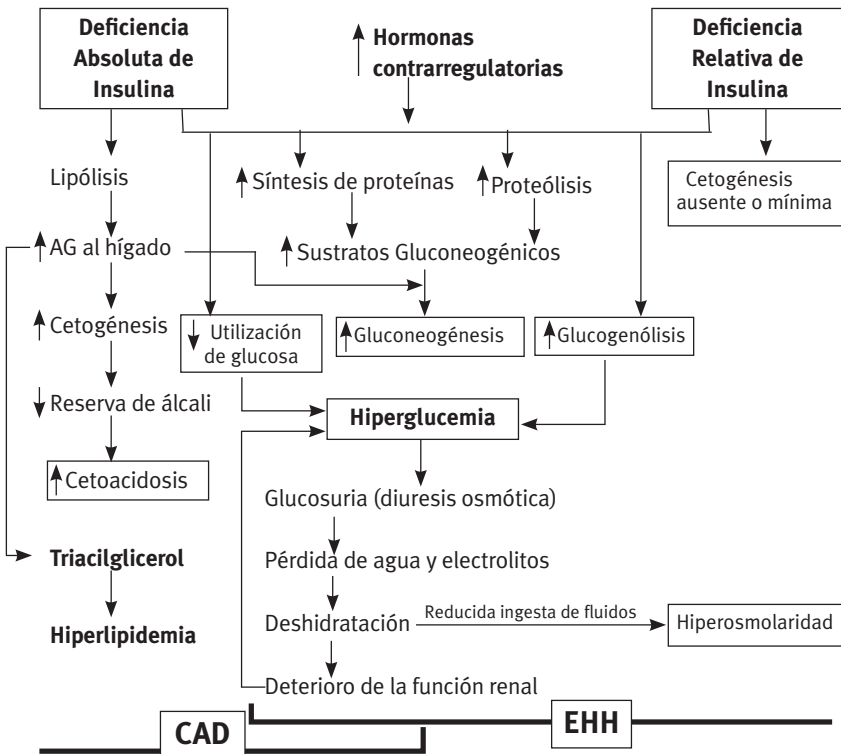 Deficiencia
Absoluta de
Insulina
Hormonas
contrarregulatorias
Deficiencia
Relativa de
Insulina
Lipólisis
Síntesis de proteínas
Proteólisis
Cetogénesis
ausente o mínima
AG al hígado
Sustratos Gluconeogénicos
Cetogénesis
Utilización
de glucosa
Gluconeogénesis
Glucogenólisis
Reserva de álcali
Hiperglucemia
Cetoacidosis
Glucosuria (diuresis osmótica)
Triacilglicerol
Pérdida de agua y electrolitos
Hiperlipidemia
Deshidratación
Reducida ingesta de fluidos
Hiperosmolaridad
Deterioro de la función renal
CAD
EHH